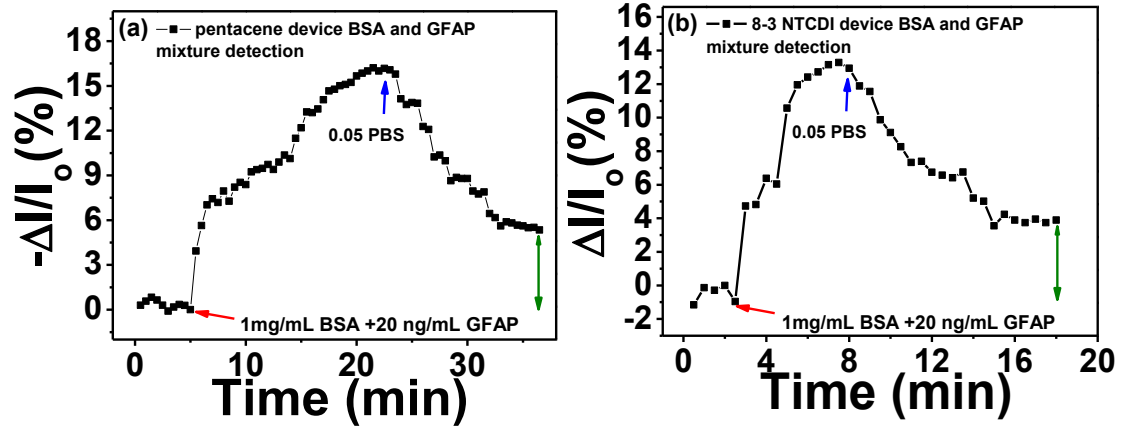 (a) pentacene device BSA and GFAP
mixture detection
-ΔI/Io (%)
18
15
12
9
6
3
0
0.05 PBS
1mg/mL BSA +20 ng/mL GFAP
0 10 20 30
Time (min)
(b) 8-3 NTCDI device BSA and GFAP
mixture detection
ΔI/Io (%)
16
14
12
10
8
6
4
2
0
-2
0.05 PBS
1mg/mL BSA +20 ng/mL GFAP
0 4 8 12 16 20
Time (min)